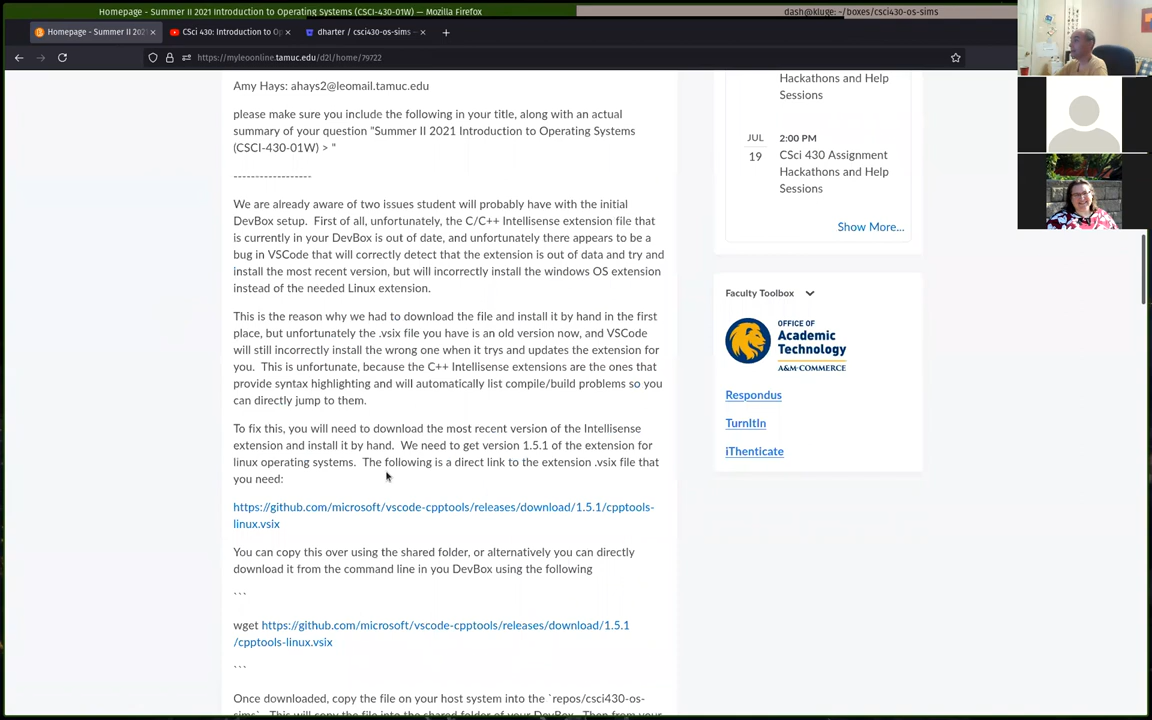 Homepage - Summer II 2021 Introduction to Operating Systems (CSCI-430-01W) — Mozilla Firefox
dash@kluge: ~/boxes/csci430-os-sims
Homepage - Summer II 202
CSci 430: Introduction to Op
dharter / csci430-os-sims —
https://myleoonline.tamuc.edu/d2l/home/79722
Amy Hays: ahays2@leomail.tamuc.edu
please make sure you include the following in your title, along with an actual
summary of your question "Summer II 2021 Introduction to Operating Systems
(CSCI-430-01W) > "
------------------
We are already aware of two issues student will probably have with the initial
DevBox setup.  First of all, unfortunately, the C/C++ Intellisense extension file that
is currently in your DevBox is out of date, and unfortunately there appears to be a
bug in VSCode that will correctly detect that the extension is out of data and try and
install the most recent version, but will incorrectly install the windows OS extension
instead of the needed Linux extension.
This is the reason why we had to download the file and install it by hand in the first
place, but unfortunately the .vsix file you have is an old version now, and VSCode
will still incorrectly install the wrong one when it trys and updates the extension for
you.  This is unfortunate, because the C++ Intellisense extensions are the ones that
provide syntax highlighting and will automatically list compile/build problems so you
can directly jump to them.
To fix this, you will need to download the most recent version of the Intellisense
extension and install it by hand.  We need to get version 1.5.1 of the extension for
linux operating systems.  The following is a direct link to the extension .vsix file that
you need:
https://github.com/microsoft/vscode-cpptools/releases/download/1.5.1/cpptools-
linux.vsix
You can copy this over using the shared folder, or alternatively you can directly
download it from the command line in you DevBox using the following
```
wget https://github.com/microsoft/vscode-cpptools/releases/download/1.5.1
/cpptools-linux.vsix
```
Once downloaded, copy the file on your host system into the `repos/csci430-os-
sims`.  This will copy the file into the shared folder of your DevBox.  Then from your
Hackathons and Help
Sessions
JUL
19
2:00 PM
CSci 430 Assignment
Hackathons and Help
Sessions
Show More...
Faculty Toolbox
OFFICE OF
Academic
Technology
A&M-COMMERCE
Respondus
TurnItIn
iThenticate